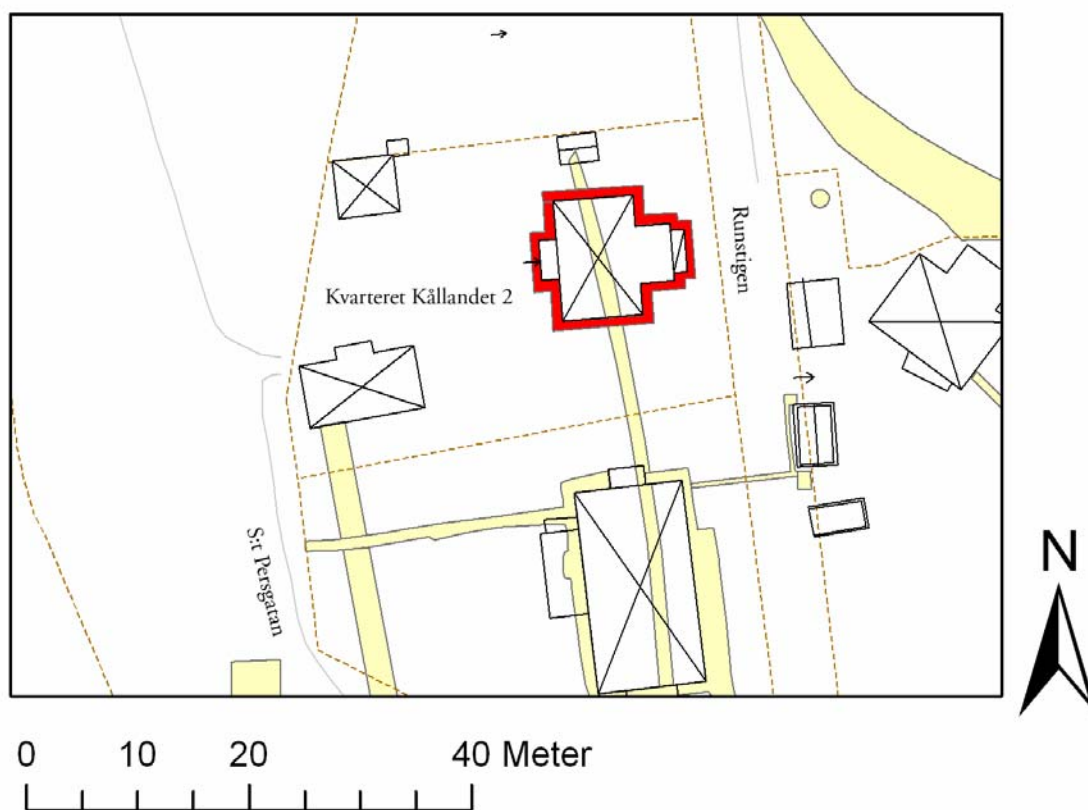 Runstigen
Kvarteret Kållandet 2
S:t Persgatan
N
0 10 20 40 Meter